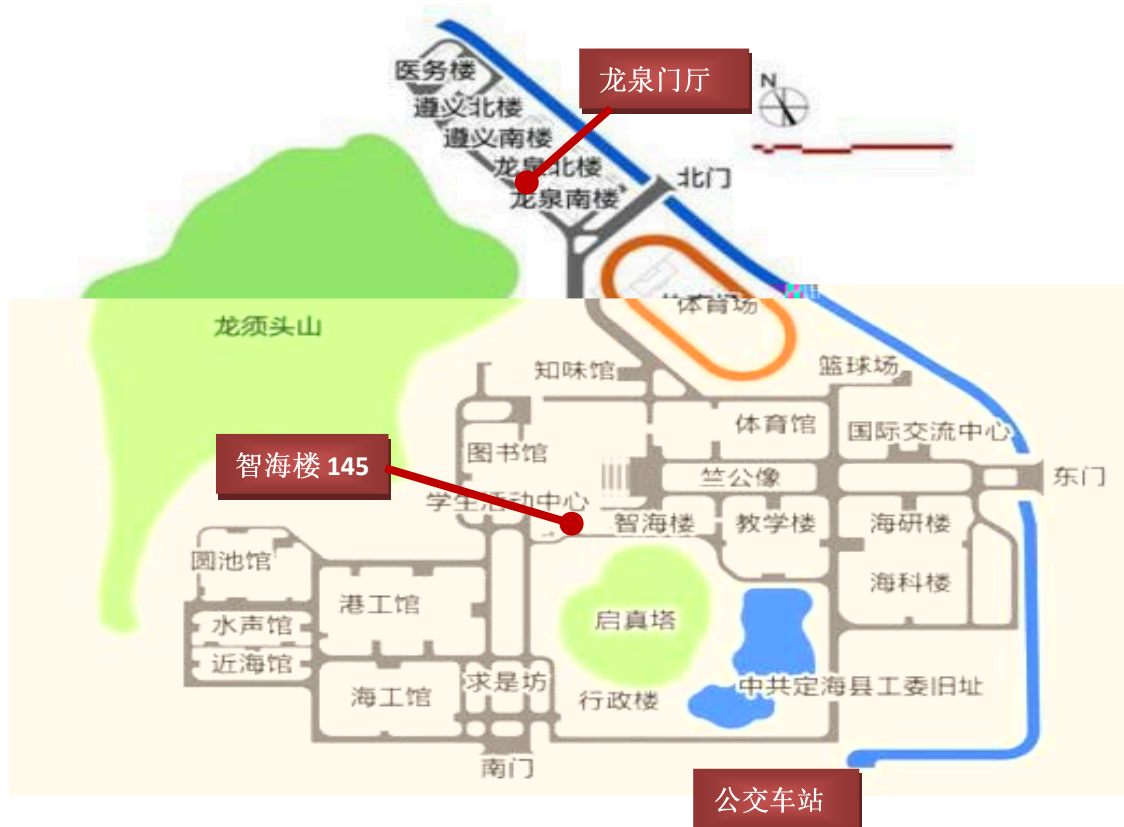 医务楼
龙泉门厅
N
遵义北楼
遵义南楼
龙泉北楼
龙泉南楼
北门
体育场
龙须头山
知味馆
篮球场
体育馆
国际交流中心
图书馆
智海楼 145
竺公像
东门
学生活动中心
智海楼
教学楼
海研楼
圆池馆
海科楼
港工馆
水声馆
启真塔
近海馆
求是坊
海工馆
行政楼
中共定海县工委旧址
南门
公交车站